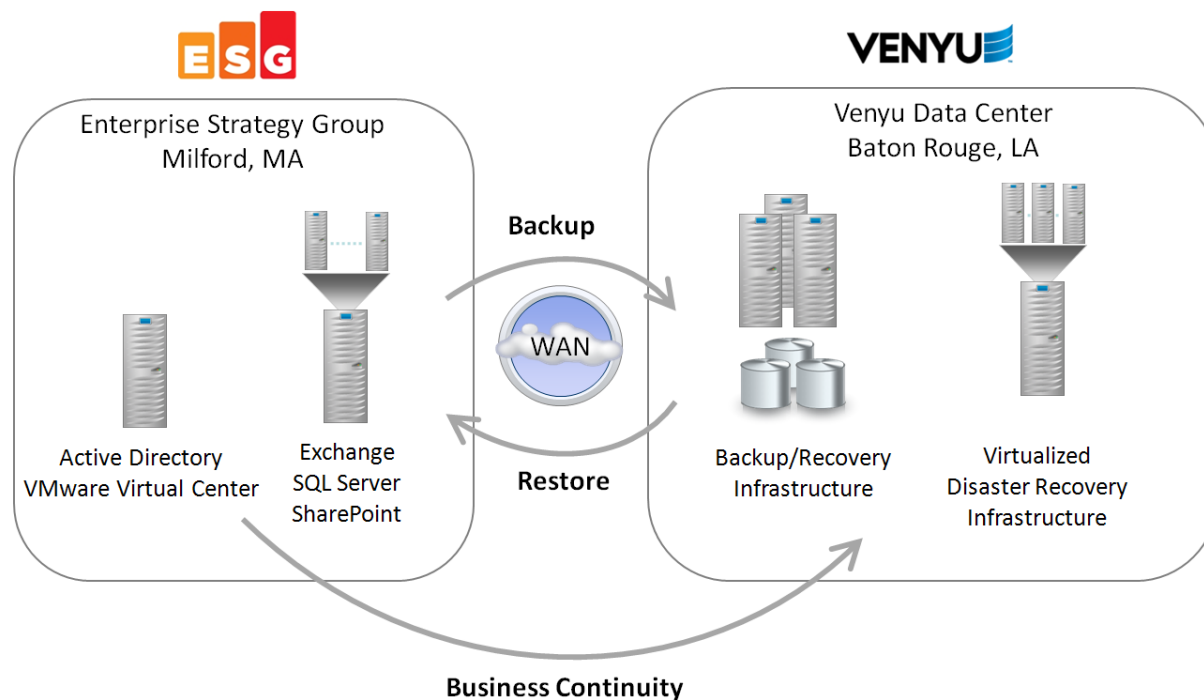 ESG
VENYU
Enterprise Strategy Group
Milford, MA
Venyu Data Center
Baton Rouge, LA
Backup
WAN
Restore
Active Directory
VMware Virtual Center
Exchange
SQL Server
SharePoint
Backup/Recovery
Infrastructure
Virtualized
Disaster Recovery
Infrastructure
Business Continuity